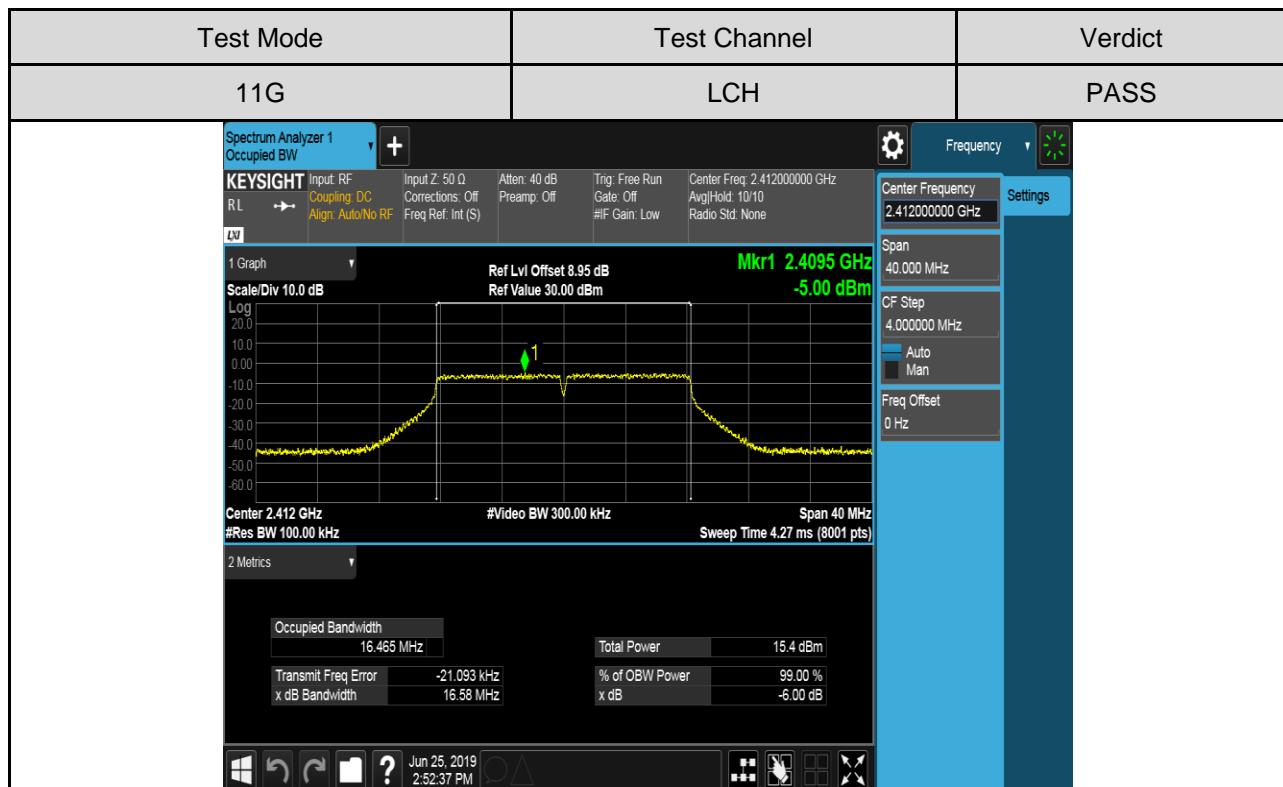 Test Mode Test Channel Verdict
11G LCH PASS
Spectrum Analyzer 1
Occupied BW
+
Frequency
KEYSIGHT Input: RF Input Z: 50 Ω Atten: 40 dB Trig: Free Run Center Freq: 2.412000000 GHz
RL Coupling: DC Corrections: Off Preamp: Off Gate: Off Avg|Hold: 10/10
Align: Auto/No RF Freq Ref: Int (S) #IF Gain: Low Radio Std: None
LXI
Center Frequency
2.412000000 GHz
Settings
Span
40.000 MHz
CF Step
4.000000 MHz
Auto
Man
Freq Offset
0 Hz
1 Graph Ref Lvl Offset 8.95 dB Mkr1 2.4095 GHz
Scale/Div 10.0 dB Ref Value 30.00 dBm -5.00 dBm
Log
20.0
10.0
1
0.00
-10.0
-20.0
-30.0
-40.0
-50.0
-60.0
Center 2.412 GHz #Video BW 300.00 kHz Span 40 MHz
#Res BW 100.00 kHz Sweep Time 4.27 ms (8001 pts)
2 Metrics
Occupied Bandwidth
16.465 MHz Total Power 15.4 dBm
Transmit Freq Error -21.093 kHz % of OBW Power 99.00 %
x dB Bandwidth 16.58 MHz x dB -6.00 dB
? Jun 25, 2019
2:52:37 PM